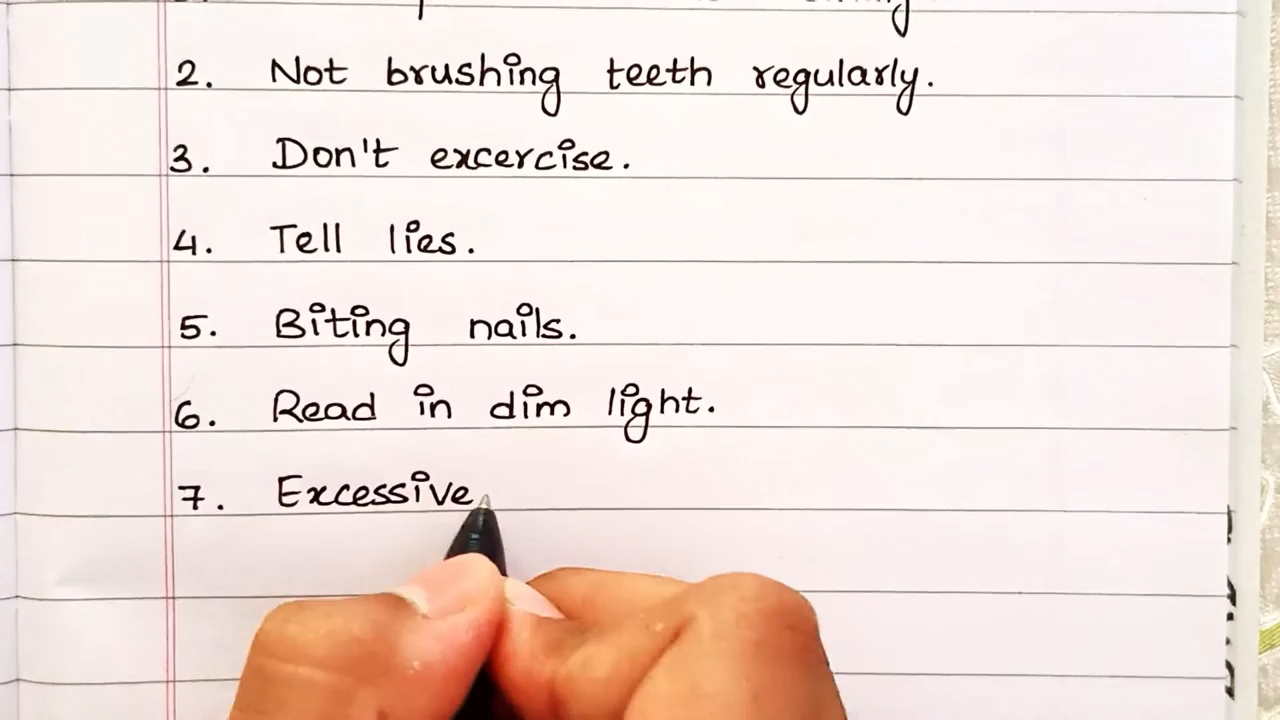 2. Not brushing teeth regularly.
3. Don't excercise.
4. Tell lies.
5. Biting nails.
6. Read in dim light.
7. Excessive